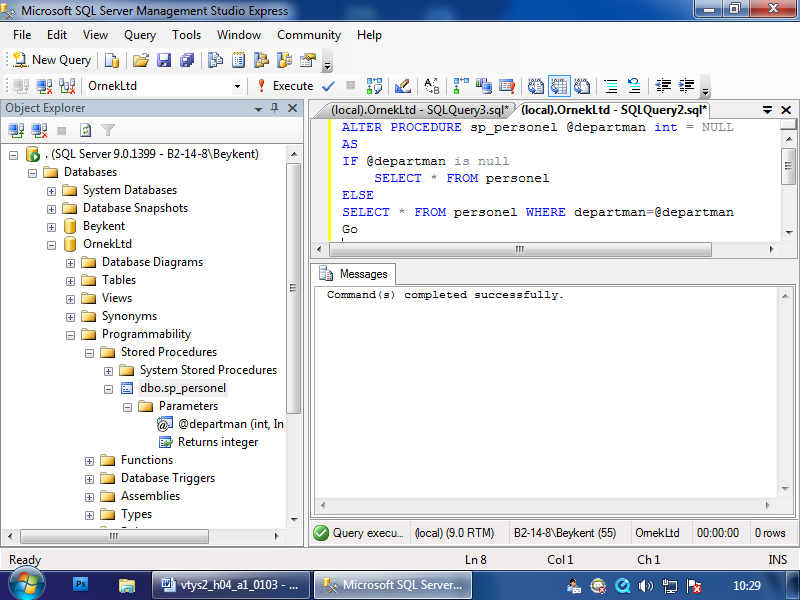 Microsoft SQL Server Management Studio Express
File Edit View Query Tools Window Community Help
New Query
OrnekLtd Execute
Object Explorer
(local).OrnekLtd - SQLQuery3.sql* (local).OrnekLtd - SQLQuery2.sql*
. (SQL Server 9.0.1399 - B2-14-8\Beykent)
Databases
System Databases
Database Snapshots
Beykent
OrnekLtd
Database Diagrams
Tables
Views
Synonyms
Programmability
Stored Procedures
System Stored Procedures
dbo.sp_personel
Parameters
@departman (int, In
Returns integer
Functions
Database Triggers
Assemblies
Types
ALTER PROCEDURE sp_personel @departman int = NULL
AS
IF @departman is null
SELECT * FROM personel
ELSE
SELECT * FROM personel WHERE departman=@departman
Go
Messages
Command(s) completed successfully.
Query execu... (local) (9.0 RTM) B2-14-8\Beykent (55) OrnekLtd 00:00:00 0 rows
Ready Ln 8 Col 1 Ch 1 INS
Ps vtys2_h04_a1_0103 - ... Microsoft SQL Server... 10:29